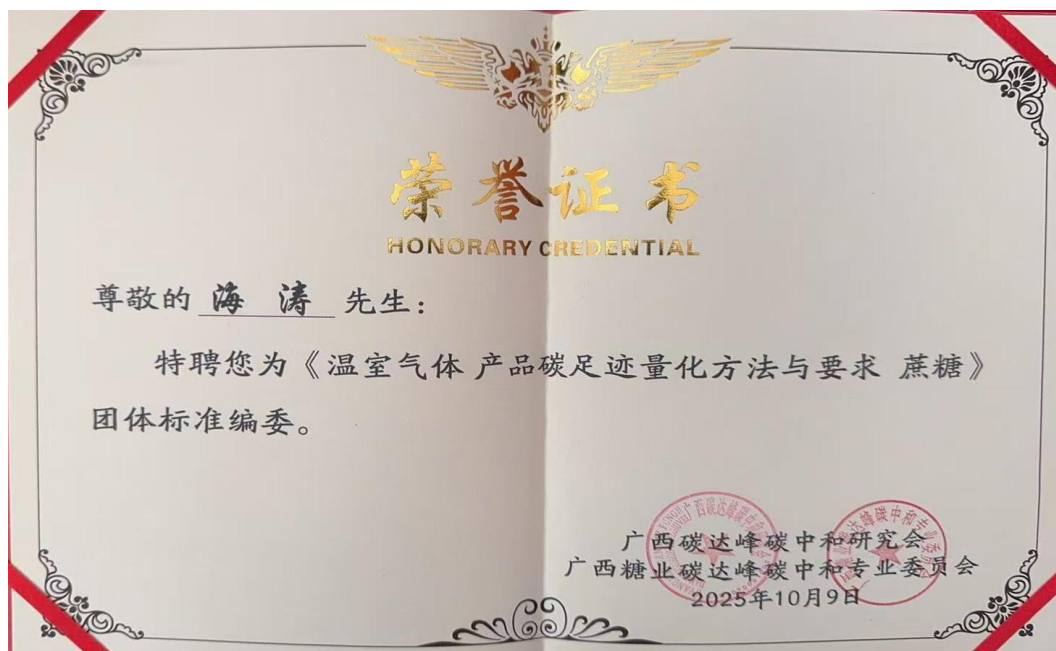 荣誉证书
HONORARY CREDENTIAL
尊敬的 海 涛 先生：
特聘您为《温室气体 产品碳足迹量化方法与要求 蔗糖》
团体标准编委。
广西碳达峰碳中和研究会
广西糖业碳达峰碳中和专业委员会
2025年10月9日